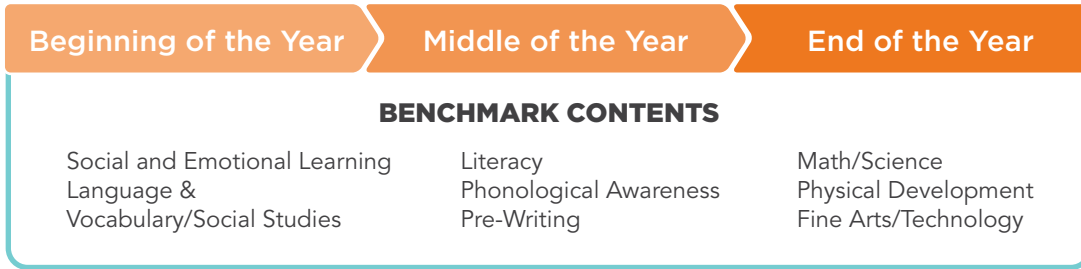 Beginning of the Year
Middle of the Year
End of the Year
BENCHMARK CONTENTS
Social and Emotional Learning
Language &
Vocabulary/Social Studies
Literacy
Phonological Awareness
Pre-Writing
Math/Science
Physical Development
Fine Arts/Technology